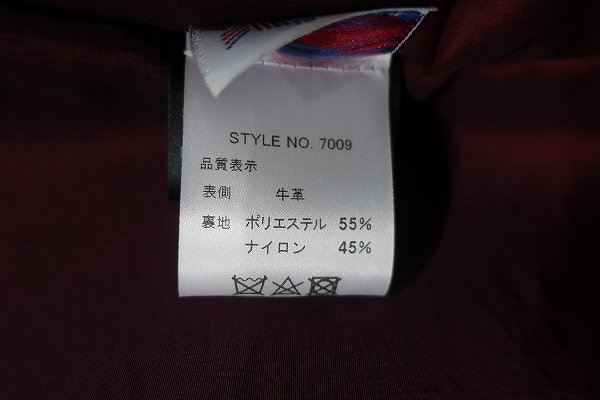 STYLE NO. 7009
品質表示
表側 牛革
裏地 ポリエステル 55%
ナイロン 45%